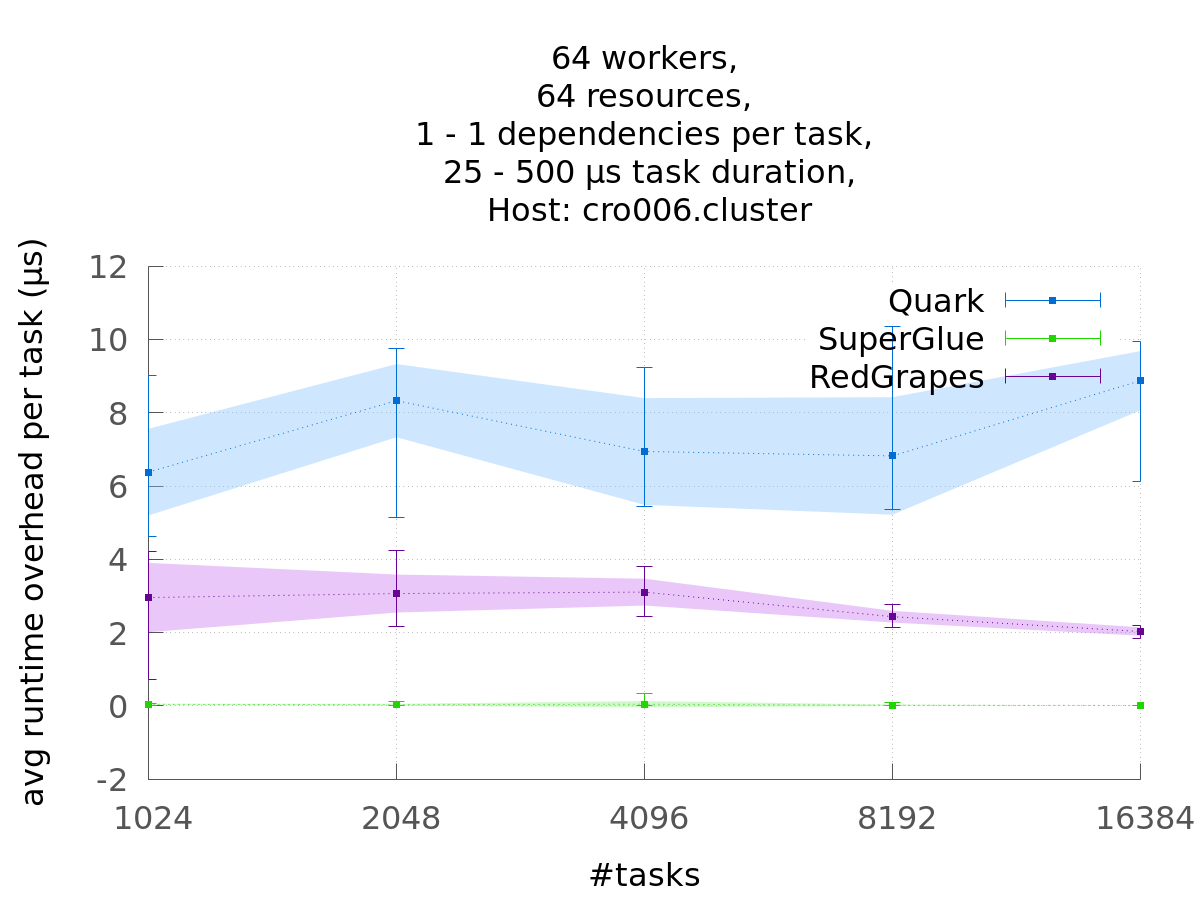 64 workers,
64 resources,
1 - 1 dependencies per task,
25 - 500 µs task duration,
Host: cro006.cluster
avg runtime overhead per task (µs)
12
10
8
6
4
2
0
-2
Quark
SuperGlue
RedGrapes
1024
2048
4096
8192
16384
#tasks